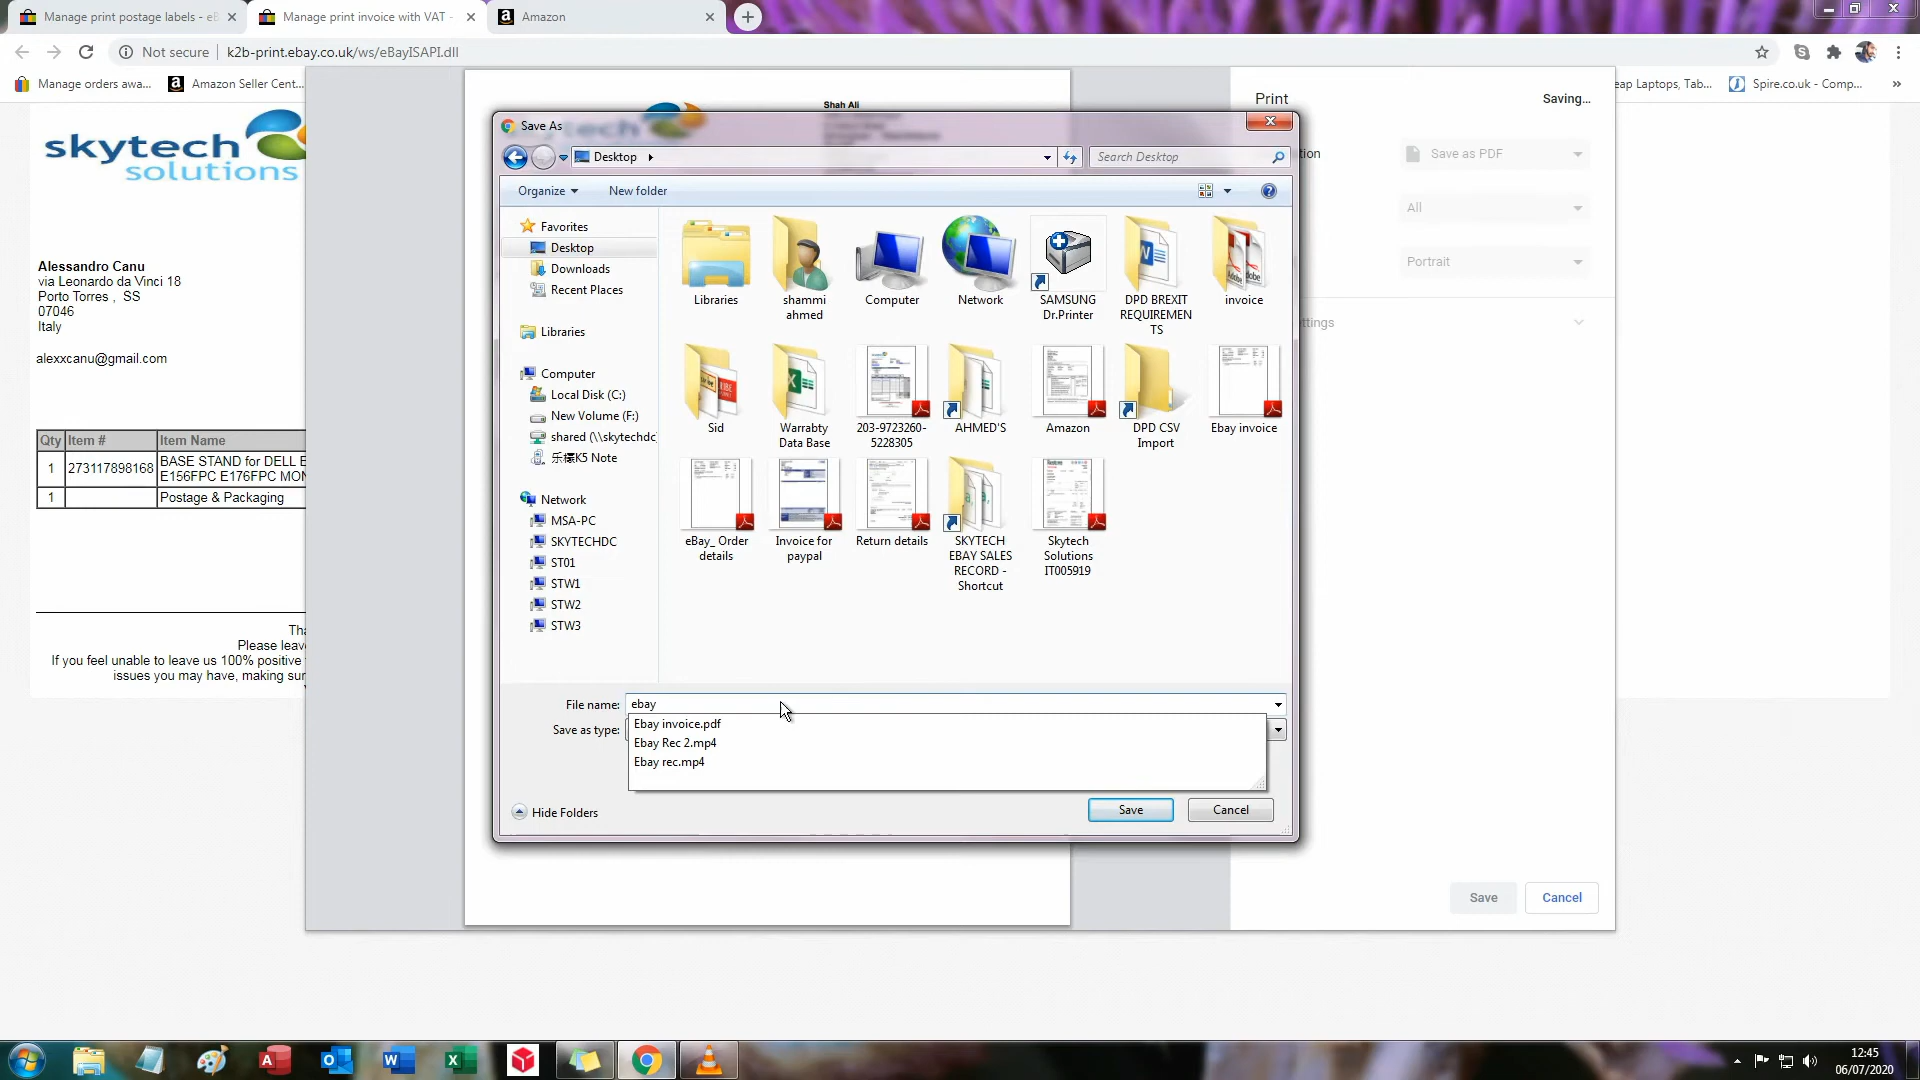 Manage print postage labels - eB
Manage print invoice with VAT -
Amazon
Not secure
k2b-print.ebay.co.uk/ws/eBayISAPI.dll
Manage orders awa...
Amazon Seller Cent...
eap Laptops, Tab...
Spire.co.uk - Comp...
skytech
solutions
Alessandro Canu
via Leonardo da Vinci 18
Porto Torres , SS
07046
Italy
alexxcanu@gmail.com
Qty Item # Item Name
1 273117898168 BASE STAND for DELL E
E156FPC E176FPC MON
1 Postage & Packaging
Tha
Please leav
If you feel unable to leave us 100% positive
issues you may have, making sur
Shah Ali
Print
Saving...
tion
Save as PDF
All
Portrait
ttings
Save
Cancel
Save As
Desktop
Search Desktop
Organize
New folder
Favorites
Desktop
Downloads
Recent Places
Libraries
Computer
Local Disk (C:)
New Volume (F:)
shared (\\skytechdc
K5 Note
Network
MSA-PC
SKYTECHDC
ST01
STW1
STW2
STW3
Libraries
shammi
ahmed
Computer
Network
SAMSUNG
Dr.Printer
DPD BREXIT
REQUIREMEN
TS
invoice
Sid
Warrabty
Data Base
203-9723260-
5228305
AHMED'S
Amazon
DPD CSV
Import
Ebay invoice
eBay_ Order
details
Invoice for
paypal
Return details
SKYTECH
EBAY SALES
RECORD -
Shortcut
Skytech
Solutions
IT005919
File name:
ebay
Ebay invoice.pdf
Ebay Rec 2.mp4
Ebay rec.mp4
Save as type:
Hide Folders
Save
Cancel
12:45
06/07/2020